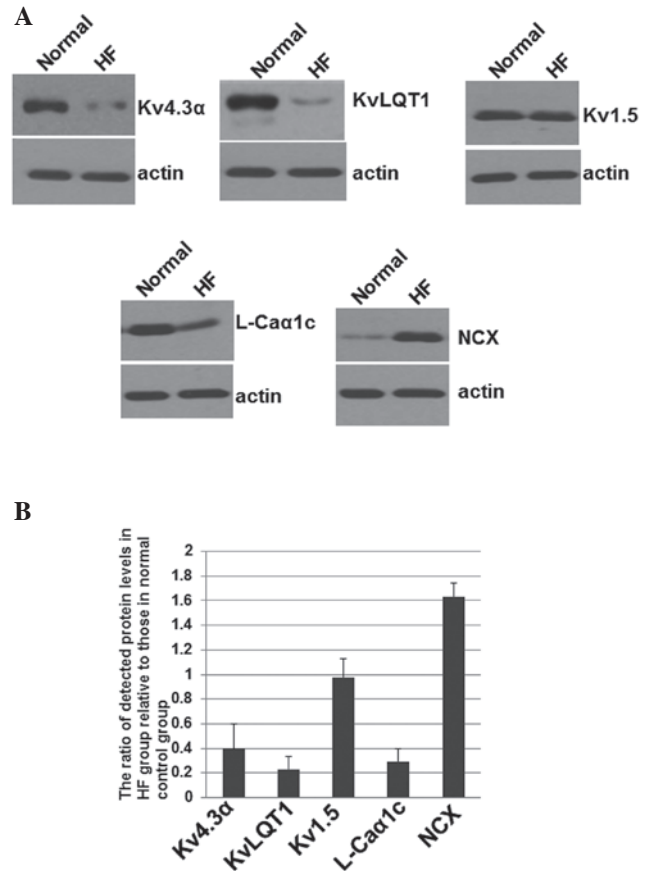 A
Normal HF
Kv4.3α
actin
Normal HF
KvLQT1
actin
Normal HF
Kv1.5
actin
Normal HF
L-Caα1c
actin
Normal HF
NCX
actin
B
The ratio of detected protein levels in
HF group relative to those in normal
control group
2
1.8
1.6
1.4
1.2
1
0.8
0.6
0.4
0.2
0
Kv4.3α
KvLQT1
Kv1.5
L-Caα1c
NCX